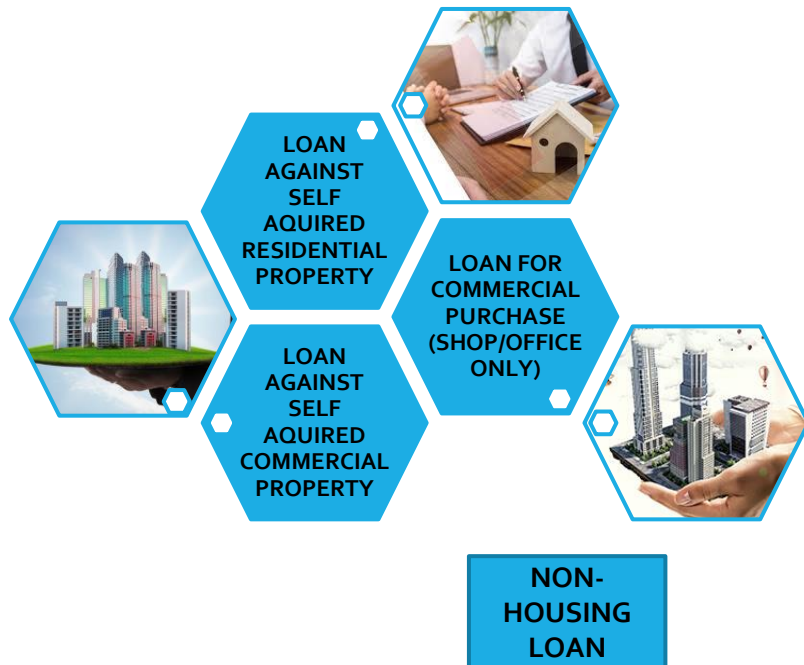 LOAN
AGAINST
SELF
AQUIRED
RESIDENTIAL
PROPERTY
LOAN FOR
COMMERCIAL
PURCHASE
(SHOP/OFFICE
ONLY)
LOAN
AGAINST
SELF
AQUIRED
COMMERCIAL
PROPERTY
NON-
HOUSING
LOAN